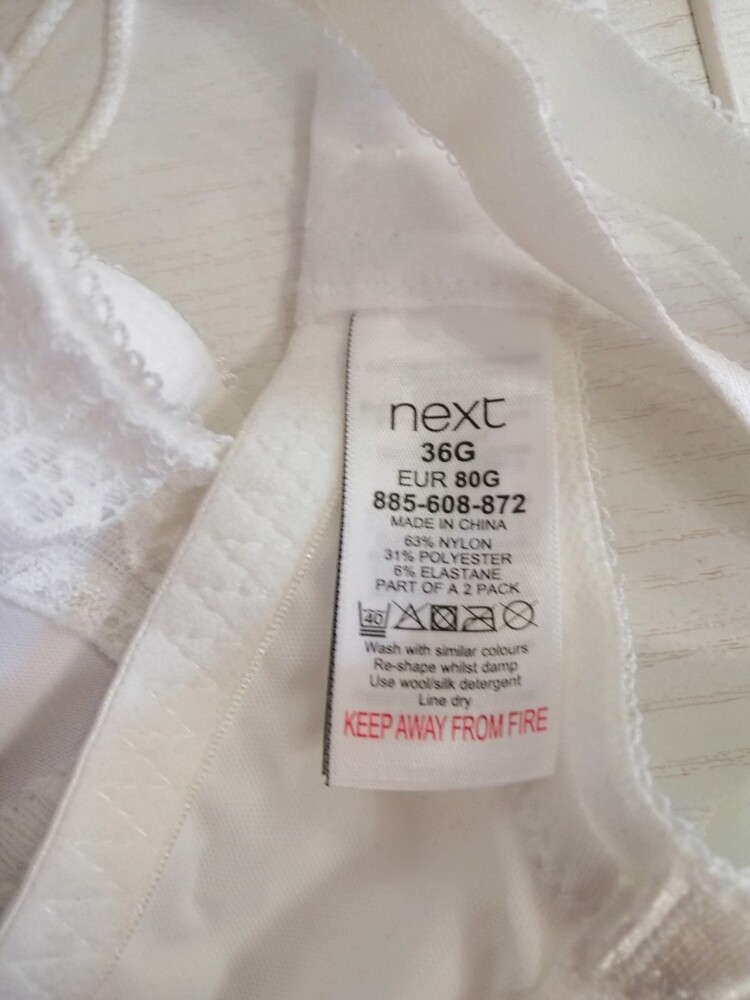 next
36G
EUR 80G
885-608-872
MADE IN CHINA
63% NYLON
31% POLYESTER
6% ELASTANE
PART OF A 2 PACK
40
Wash with similar colours
Re-shape whilst damp
Use wool/silk detergent
Line dry
KEEP AWAY FROM FIRE